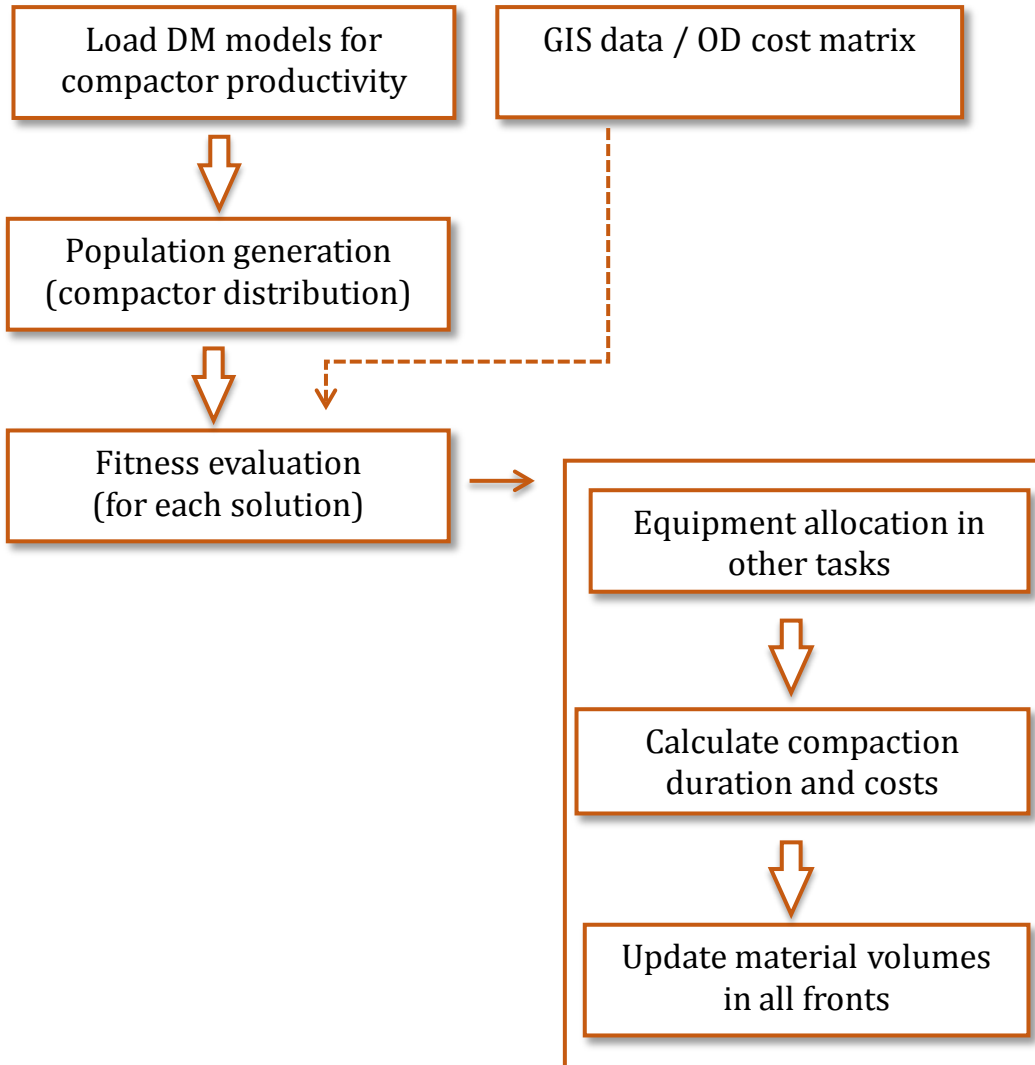 Load DM models for
compactor productivity
GIS data / OD cost matrix
Population generation
(compactor distribution)
Fitness evaluation
(for each solution)
Equipment allocation in
other tasks
Calculate compaction
duration and costs
Update material volumes
in all fronts